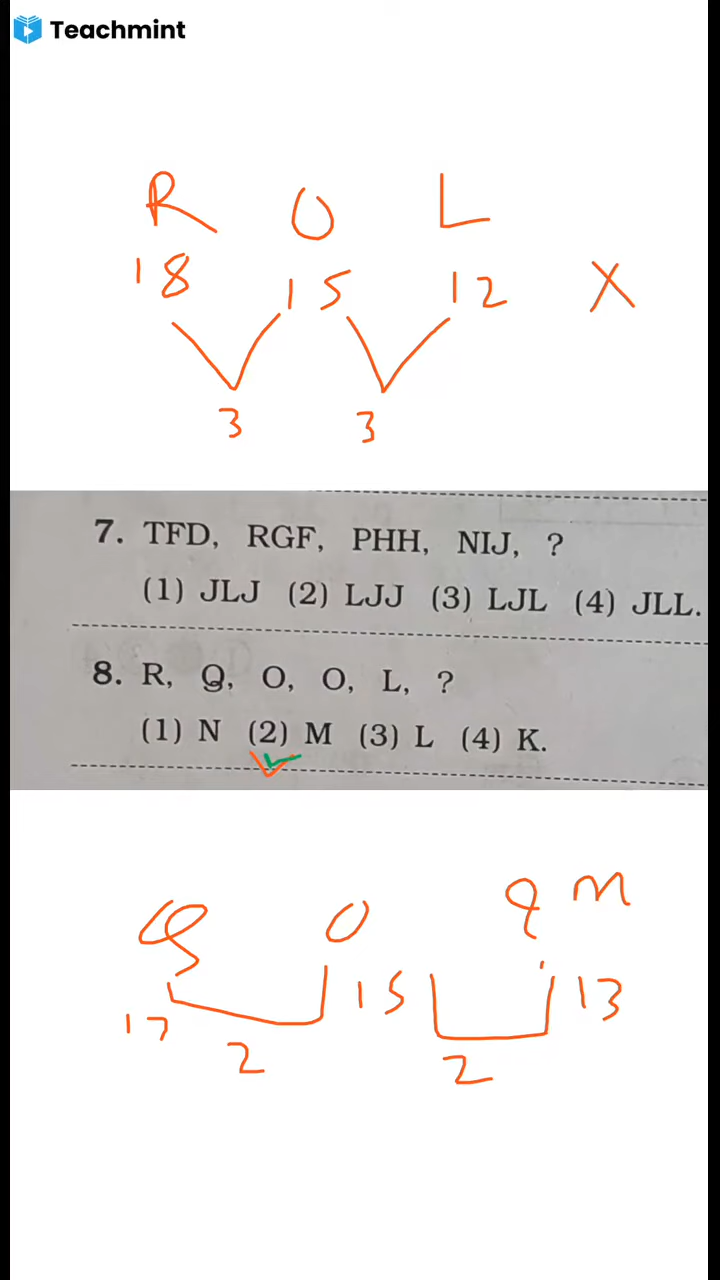 Teachmint
R O L
18 15 12 X
3 3
7. TFD, RGF, PHH, NIJ, ?
(1) JLJ (2) LJJ (3) LJL (4) JLL.
8. R, Q, O, O, L, ?
(1) N (2) M (3) L (4) K.
Q O ? M
17 15 13
2 2